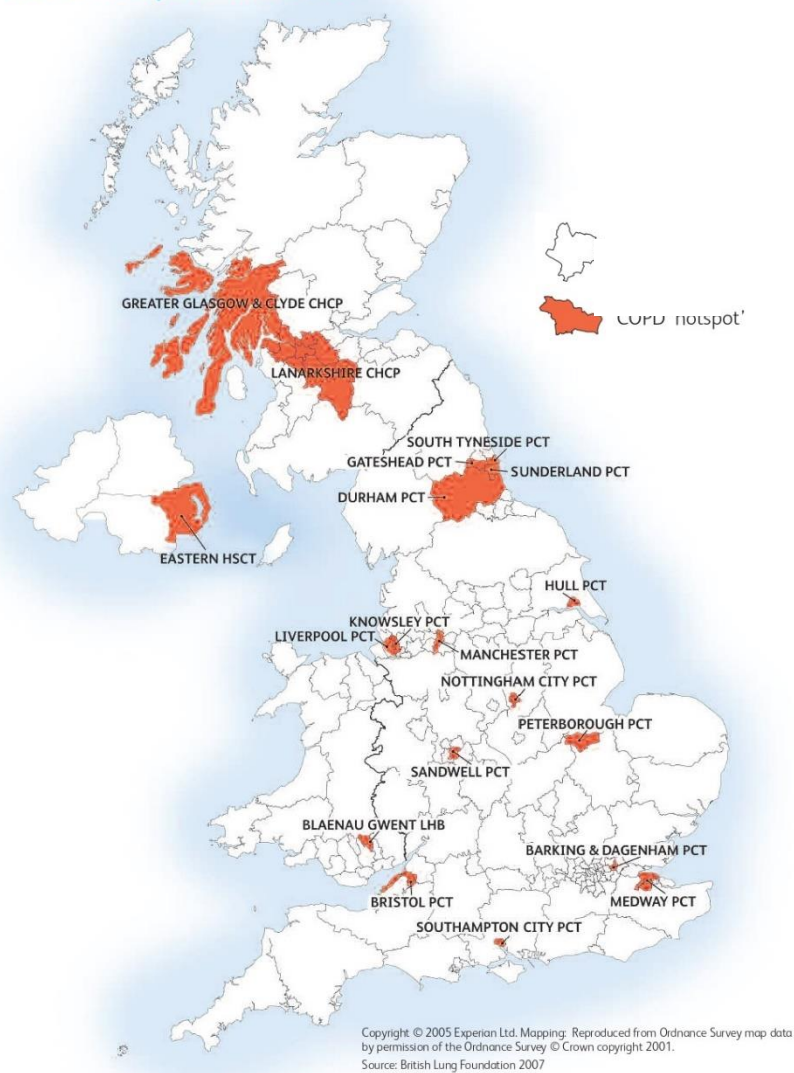 GREATER GLASGOW & CLYDE CHCP
COPD 'hotspot'
LANARKSHIRE CHCP
SOUTH TYNESIDE PCT
GATESHEAD PCT
SUNDERLAND PCT
DURHAM PCT
EASTERN HSCT
HULL PCT
KNOWSLEY PCT
LIVERPOOL PCT
MANCHESTER PCT
NOTTINGHAM CITY PCT
PETERBOROUGH PCT
SANDWELL PCT
BLAENAU GWENT LHB
BARKING & DAGENHAM PCT
BRISTOL PCT
MEDWAY PCT
SOUTHAMPTON CITY PCT
Copyright © 2005 Experian Ltd. Mapping: Reproduced from Ordnance Survey map data
by permission of the Ordnance Survey © Crown copyright 2001.
Source: British Lung Foundation 2007